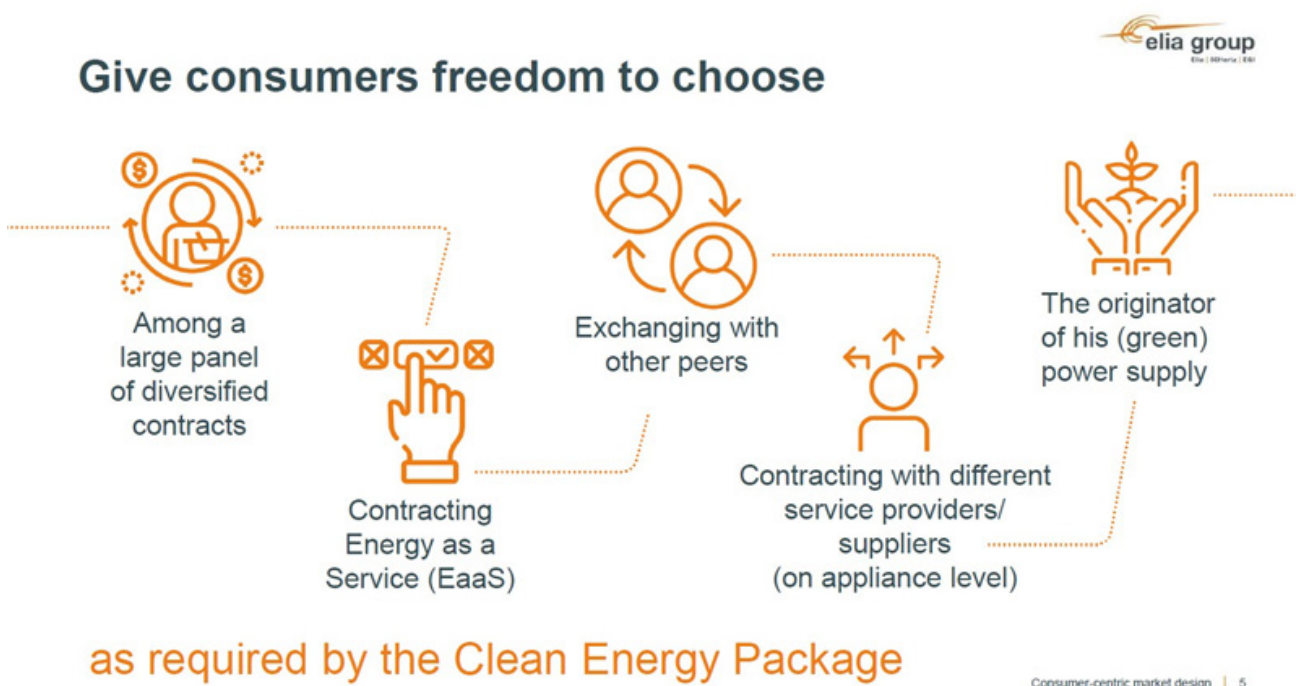 elia group
Give consumers freedom to choose
Among a
large panel
of diversified
contracts
Contracting
Energy as a
Service (EaaS)
Exchanging with
other peers
Contracting with different
service providers/
suppliers
(on appliance level)
The originator
of his (green)
power supply
as required by the Clean Energy Package
Consumer-centric market design | 5